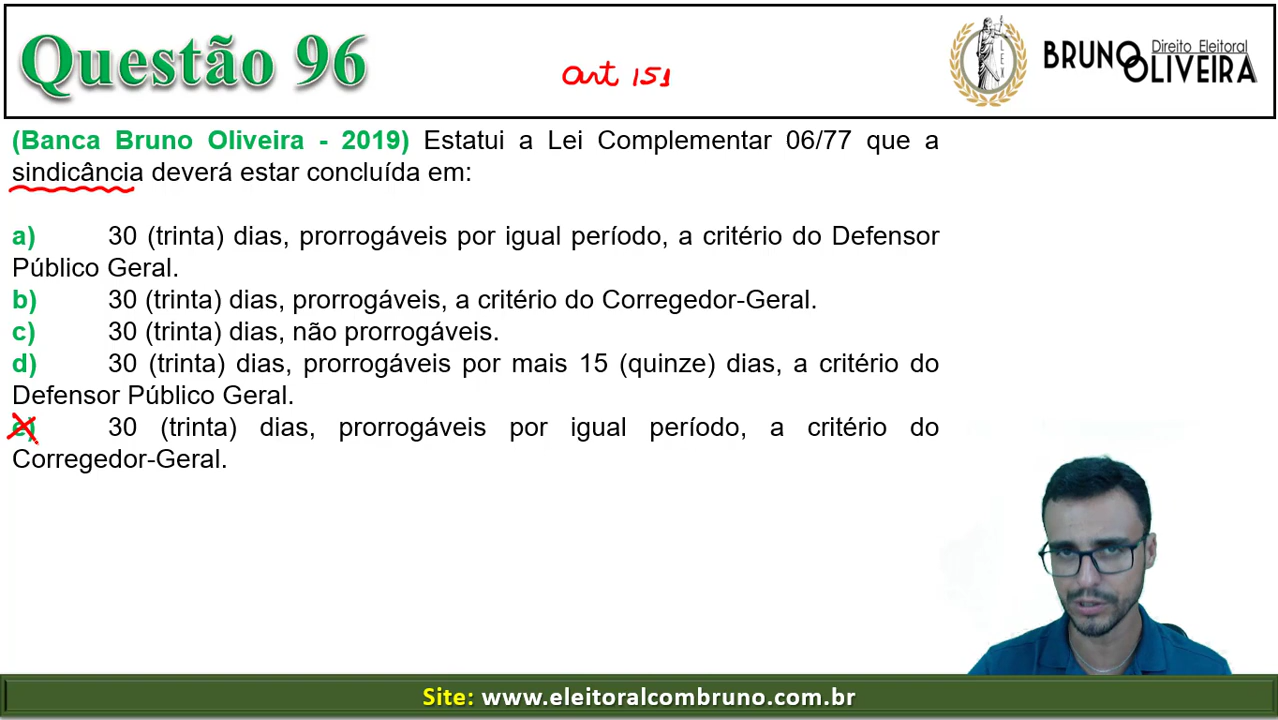 Questão 96
art 151
LEX
BRUNO OLIVEIRA
Direito Eleitoral
(Banca Bruno Oliveira - 2019) Estatui a Lei Complementar 06/77 que a
sindicância deverá estar concluída em:
a) 30 (trinta) dias, prorrogáveis por igual período, a critério do Defensor
Público Geral.
b) 30 (trinta) dias, prorrogáveis, a critério do Corregedor-Geral.
c) 30 (trinta) dias, não prorrogáveis.
d) 30 (trinta) dias, prorrogáveis por mais 15 (quinze) dias, a critério do
Defensor Público Geral.
e) 30 (trinta) dias, prorrogáveis por igual período, a critério do
Corregedor-Geral.
Site: www.eleitoralcombruno.com.br